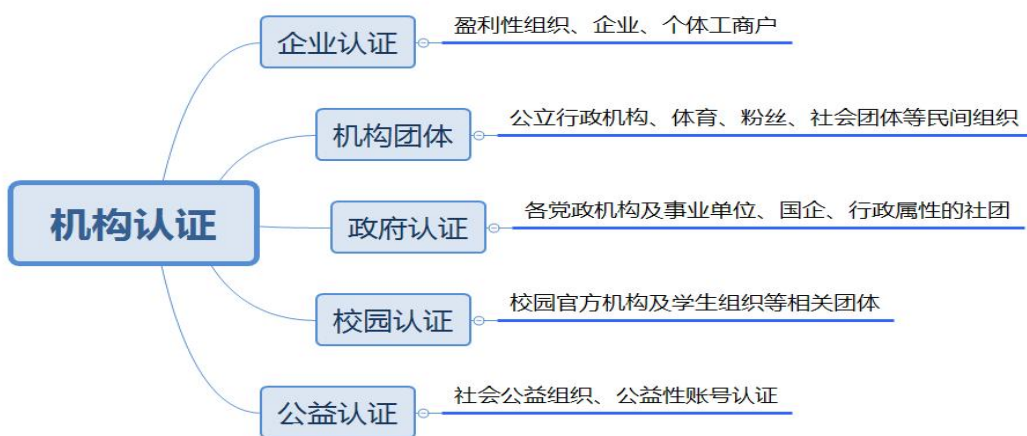 企业认证
盈利性组织、企业、个体工商户
机构团体
公立行政机构、体育、粉丝、社会团体等民间组织
机构认证
政府认证
各党政机构及事业单位、国企、行政属性的社团
校园认证
校园官方机构及学生组织等相关团体
公益认证
社会公益组织、公益性账号认证